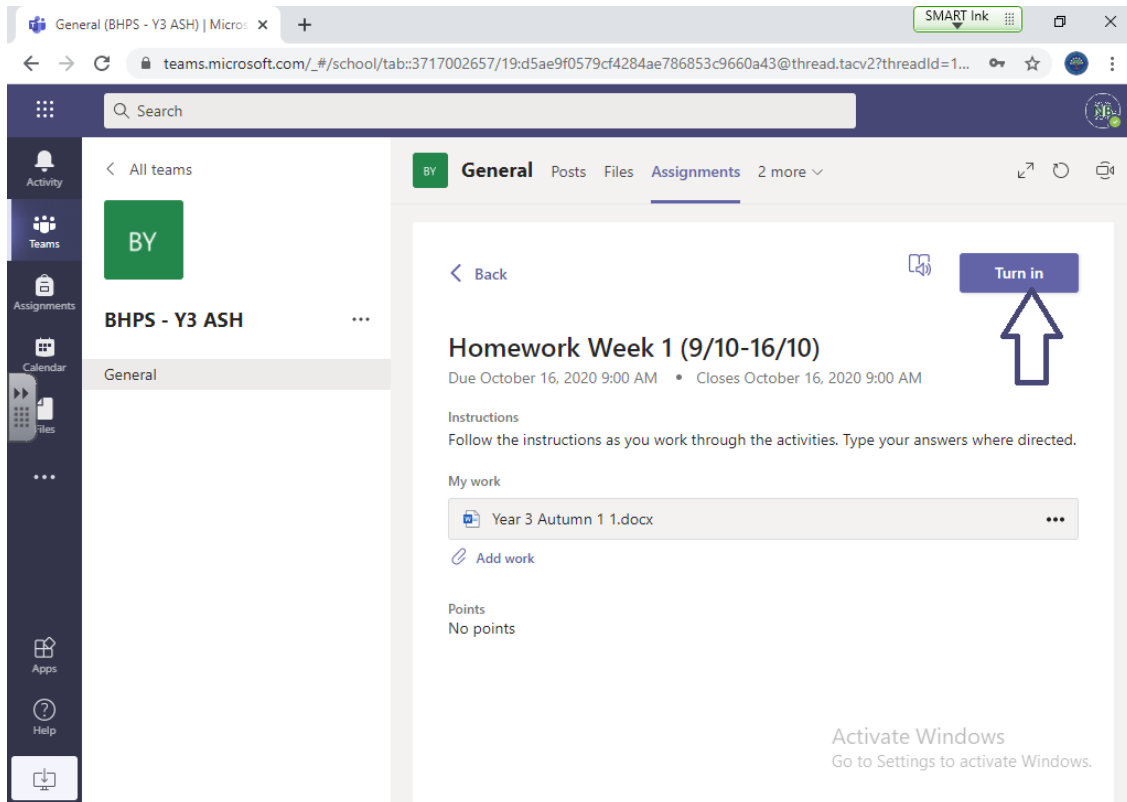 General (BHPS - Y3 ASH) | Micros
SMART Ink
teams.microsoft.com/_#/school/tab::3717002657/19:d5ae9f0579cf4284ae786853c9660a43@thread.tacv2?threadId=1...
Search
Activity
Teams
Assignments
Calendar
Files
Apps
Help
All teams
BY
BHPS - Y3 ASH
General
BY General Posts Files Assignments 2 more
Back
Turn in
Homework Week 1 (9/10-16/10)
Due October 16, 2020 9:00 AM • Closes October 16, 2020 9:00 AM
Instructions
Follow the instructions as you work through the activities. Type your answers where directed.
My work
Year 3 Autumn 1 1.docx
Add work
Points
No points
Activate Windows
Go to Settings to activate Windows.